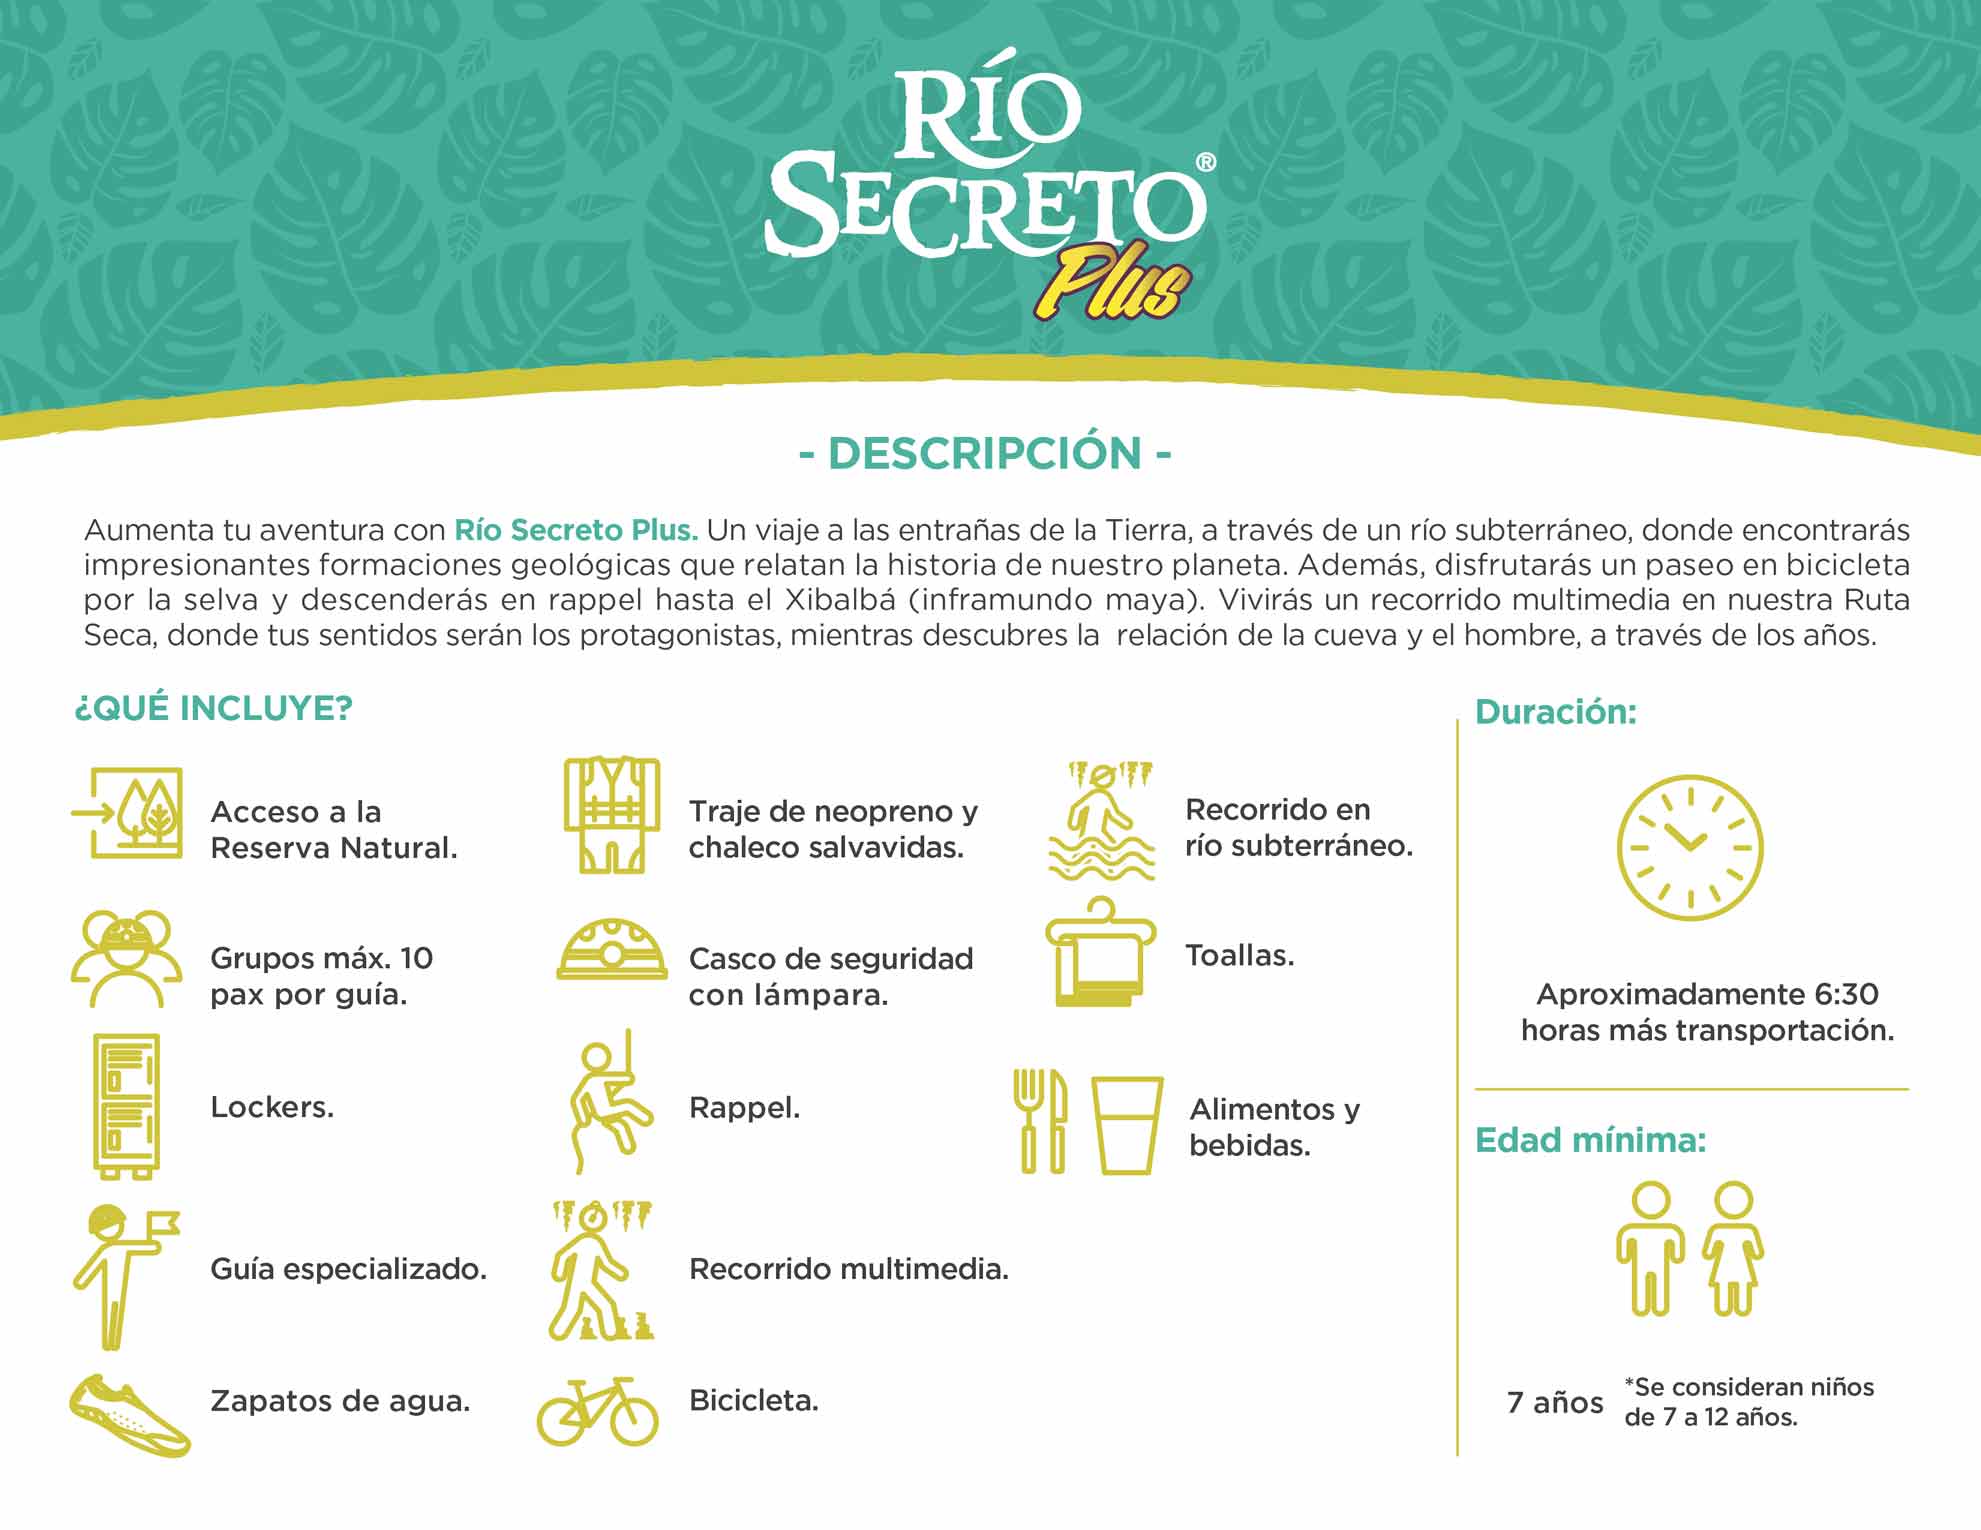 RÍO
SECRETO®
Plus
- DESCRIPCIÓN -
Aumenta tu aventura con Río Secreto Plus. Un viaje a las entrañas de la Tierra, a través de un río subterráneo, donde encontrarás
impresionantes formaciones geológicas que relatan la historia de nuestro planeta. Además, disfrutarás un paseo en bicicleta
por la selva y descenderás en rappel hasta el Xibalbá (inframundo maya). Vivirás un recorrido multimedia en nuestra Ruta
Seca, donde tus sentidos serán los protagonistas, mientras descubres la relación de la cueva y el hombre, a través de los años.
¿QUÉ INCLUYE?
Acceso a la
Reserva Natural.
Grupos máx. 10
pax por guía.
Lockers.
Guía especializado.
Zapatos de agua.
Traje de neopreno y
chaleco salvavidas.
Casco de seguridad
con lámpara.
Rappel.
Recorrido multimedia.
Bicicleta.
Recorrido en
río subterráneo.
Toallas.
Alimentos y
bebidas.
Duración:
Aproximadamente 6:30
horas más transportación.
Edad mínima:
7 años
*Se consideran niños
de 7 a 12 años.